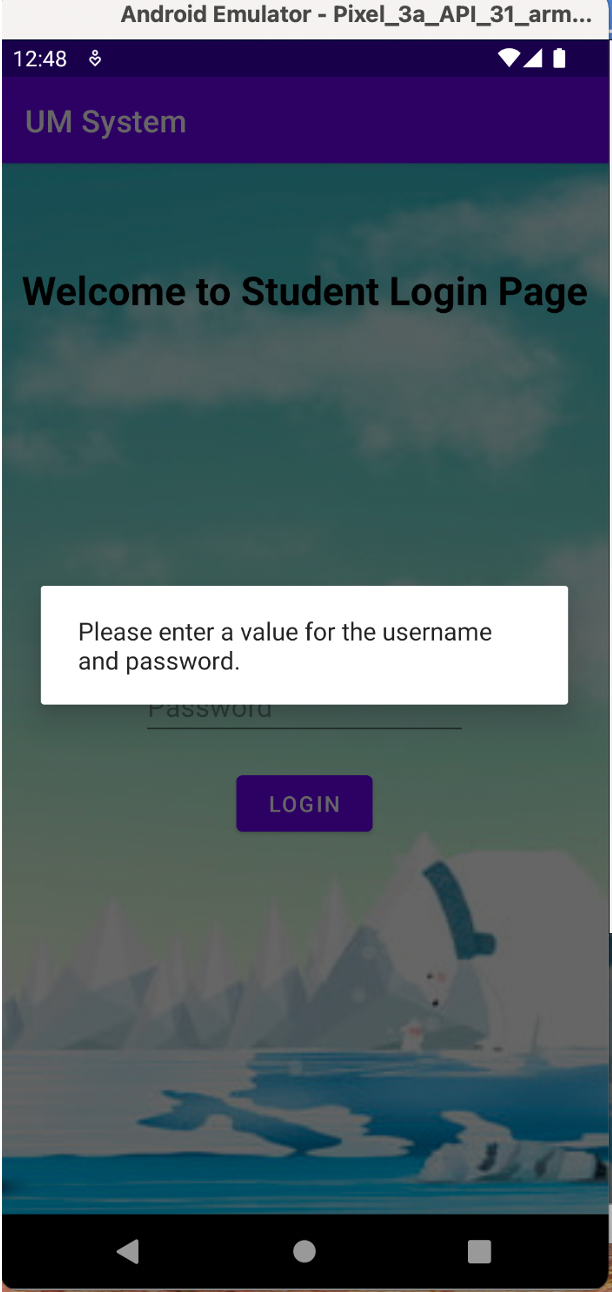 Android Emulator - Pixel_3a_API_31_arm...
12:48
UM System
Welcome to Student Login Page
Please enter a value for the username
and password.
Password
LOGIN